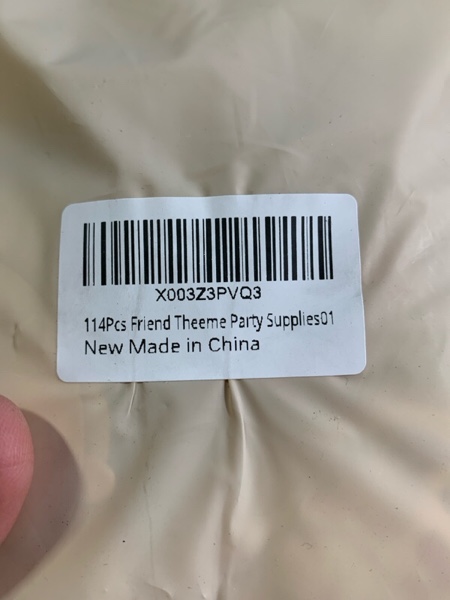 X003Z3PVQ3
114Pcs Friend Theeme Party Supplies01
New Made in China